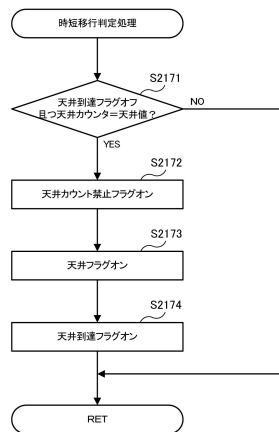 時短移行判定処理
S2171
天井到達フラグオフ
且つ天井カウンタ=天井値?
NO
YES
S2172
天井カウント禁止フラグオン
S2173
天井フラグオン
S2174
天井到達フラグオン
RET